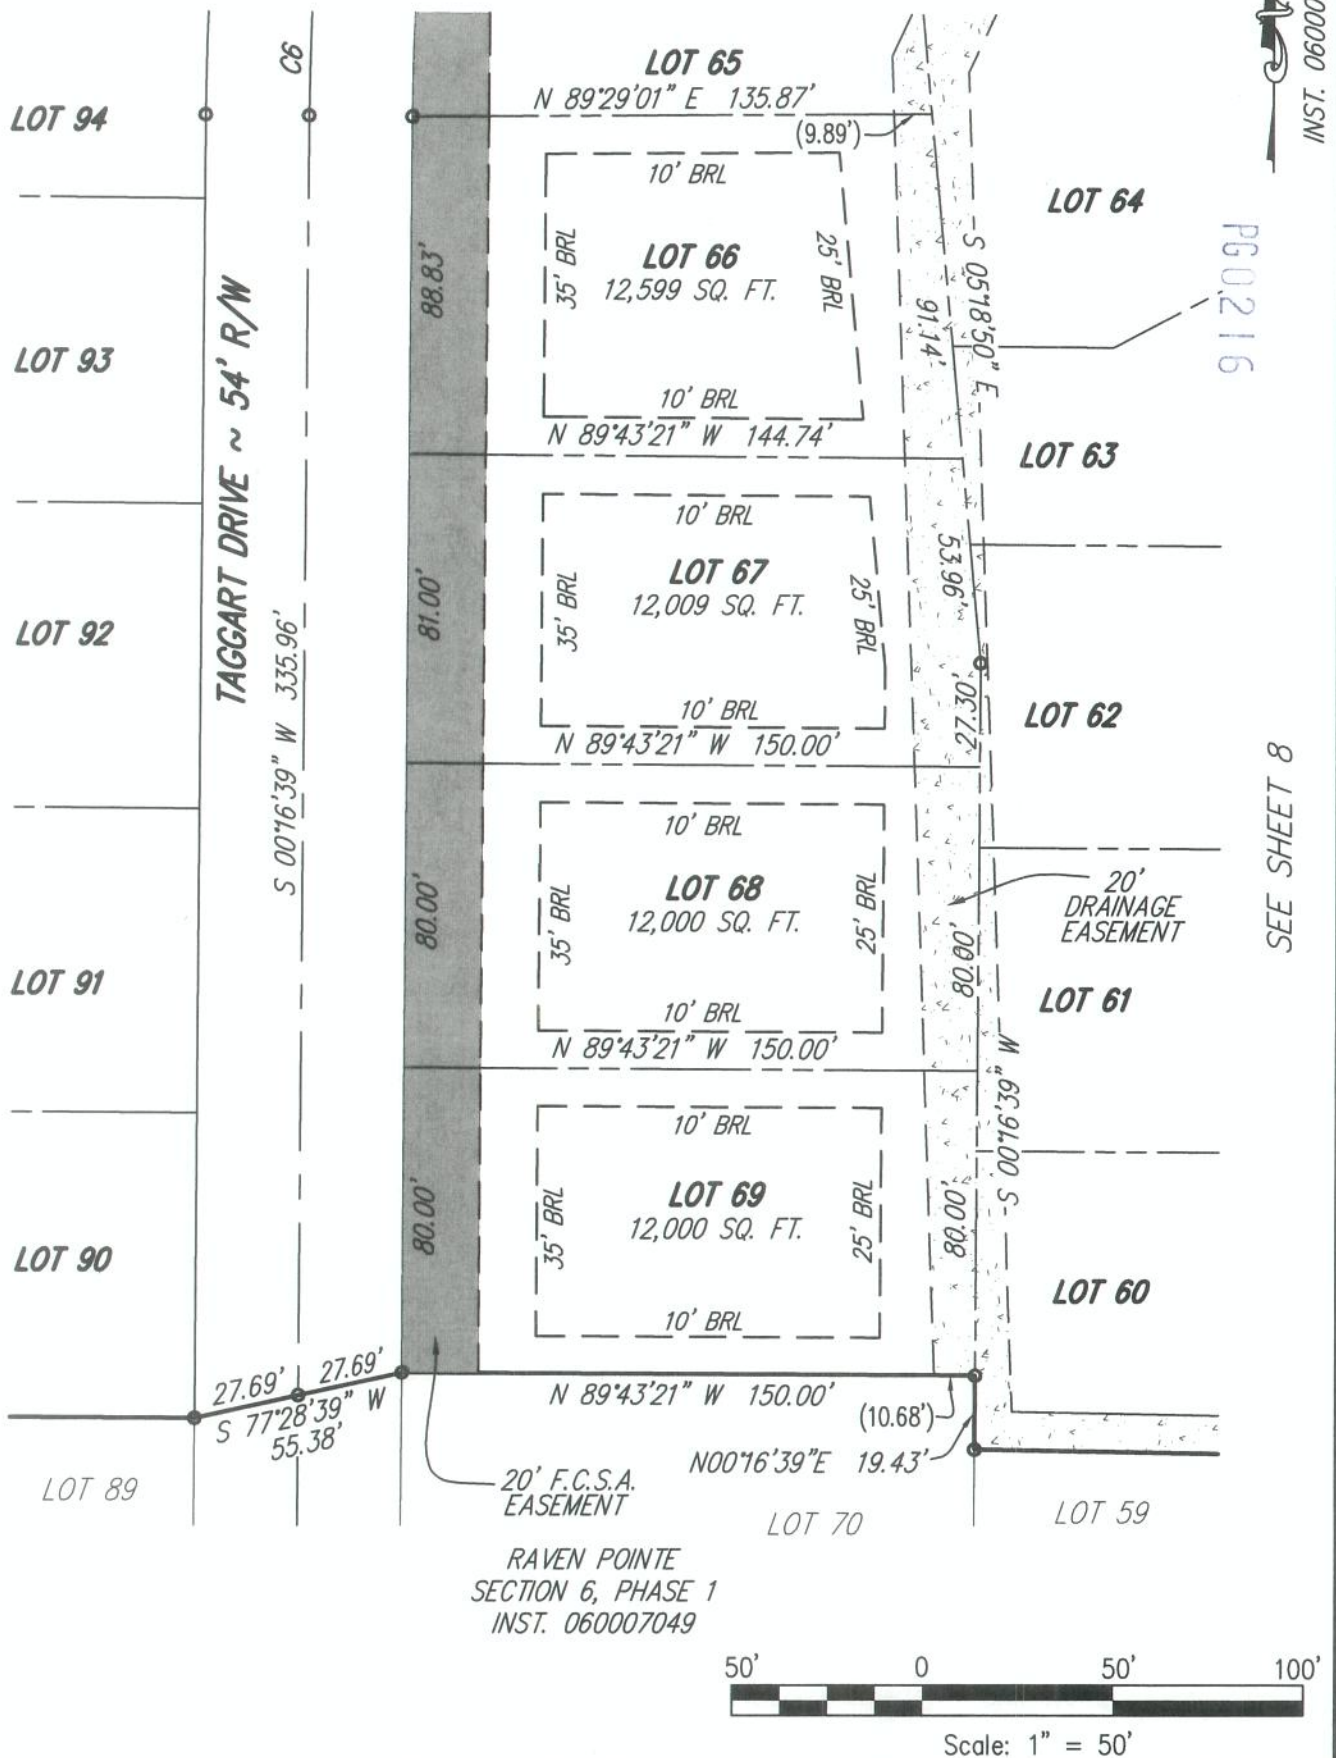 INST. 06000
C6
LOT 65
N 89°29'01" E 135.87'
(9.89')
LOT 94
10' BRL
LOT 64
35' BRL
LOT 66
12,599 SQ. FT.
25' BRL
88.83'
S 05°18'50" E
91.14'
PG0216
TAGGART DRIVE ~ 54' R/W
LOT 93
10' BRL
N 89°43'21" W 144.74'
LOT 63
10' BRL
LOT 67
12,009 SQ. FT.
35' BRL
25' BRL
81.00'
53.96'
LOT 92
S 00°16'39" W 335.96'
10' BRL
N 89°43'21" W 150.00'
27.30'
LOT 62
SEE SHEET 8
10' BRL
LOT 68
12,000 SQ. FT.
35' BRL
25' BRL
80.00'
80.00'
20'
DRAINAGE
EASEMENT
LOT 91
LOT 61
10' BRL
N 89°43'21" W 150.00'
S 00°16'39" W
10' BRL
LOT 69
12,000 SQ. FT.
35' BRL
25' BRL
80.00'
80.00'
LOT 90
LOT 60
10' BRL
27.69'
27.69'
S 77°28'39" W
55.38'
N 89°43'21" W 150.00'
(10.68')
N00°16'39"E 19.43'
LOT 89
20' F.C.S.A.
EASEMENT
LOT 70
LOT 59
RAVEN POINTE
SECTION 6, PHASE 1
INST. 060007049
50' 0 50' 100'
Scale: 1" = 50'